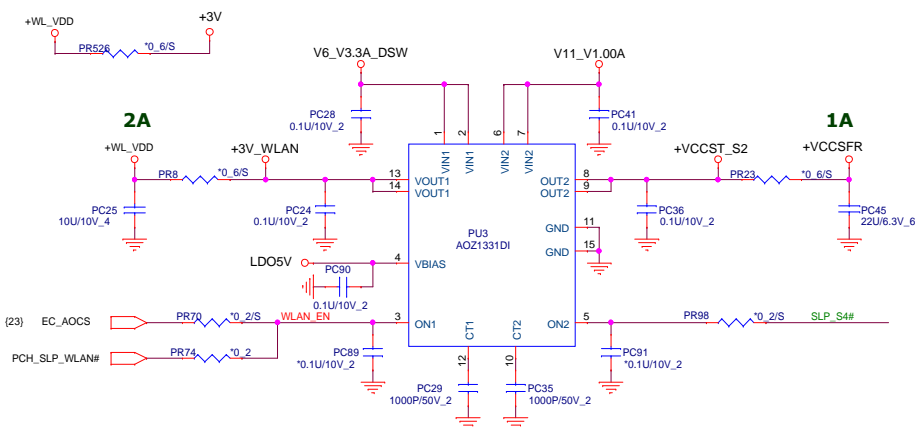 +WL_VDD
+3V
PR526
*0_6/S
V6_V3.3A_DSW
V11_V1.00A
PC28
0.1U/10V_2
PC41
0.1U/10V_2
2A
1A
1
2
6
7
VIN1
VIN1
VIN2
VIN2
+WL_VDD
+3V_WLAN
+VCCST_S2
+VCCSFR
PR8
*0_6/S
13
14
VOUT1
VOUT1
OUT2
OUT2
8
9
PR23
*0_6/S
PC25
10U/10V_4
PC24
0.1U/10V_2
PC36
0.1U/10V_2
PC45
22U/6.3V_6
PU3
AOZ1331DI
GND
11
GND
15
LDO5V
4
VBIAS
PC90
0.1U/10V_2
{23}
EC_AOCS
PR70
*0_2/S
WLAN_EN
3
ON1
ON2
5
PR98
*0_2/S
SLP_S4#
PCH_SLP_WLAN#
PR74
*0_2
PC89
*0.1U/10V_2
CT1
CT2
12
10
PC91
*0.1U/10V_2
PC29
1000P/50V_2
PC35
1000P/50V_2